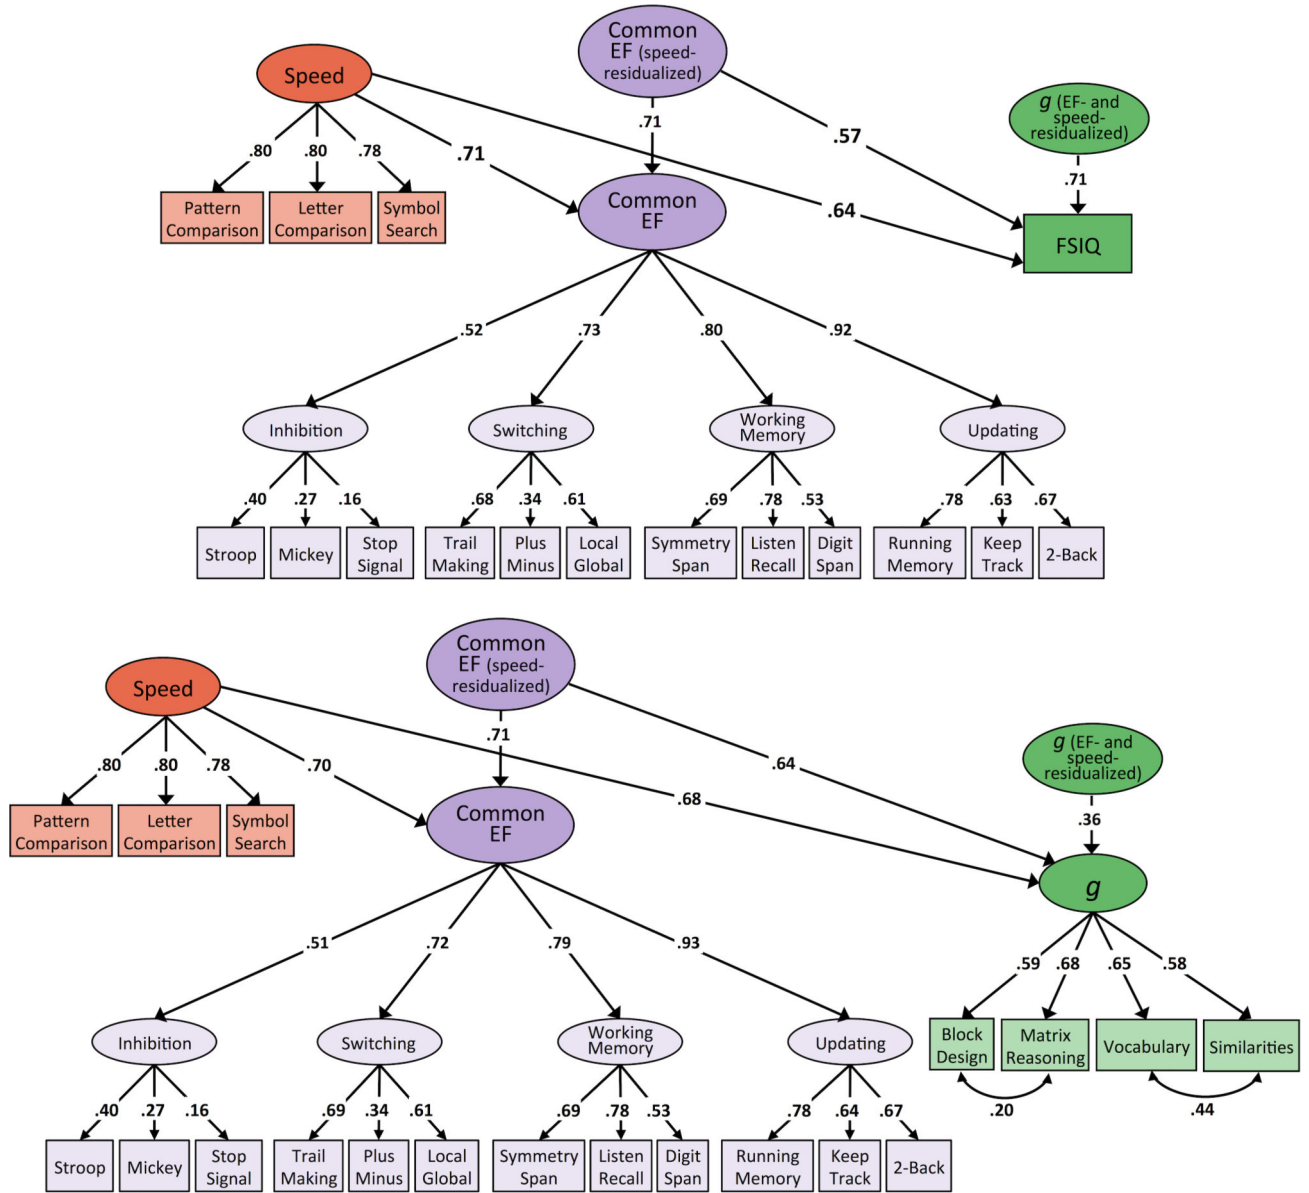 Common
EF (speed-
residualized)
Speed
g (EF- and
speed-
residualized)
.71
.57
.80
.80
.78
.71
.71
Pattern
Comparison
Letter
Comparison
Symbol
Search
Common
EF
.64
FSIQ
.52
.73
.80
.92
Inhibition
Switching
Working
Memory
Updating
.40
.27
.16
.68
.34
.61
.69
.78
.53
.78
.63
.67
Stroop
Mickey
Stop
Signal
Trail
Making
Plus
Minus
Local
Global
Symmetry
Span
Listen
Recall
Digit
Span
Running
Memory
Keep
Track
2-Back
Common
EF (speed-
residualized)
Speed
g (EF- and
speed-
residualized)
.71
.80
.80
.78
.70
.64
.68
.36
Pattern
Comparison
Letter
Comparison
Symbol
Search
Common
EF
g
.51
.72
.79
.93
.59
.68
.65
.58
Block
Design
Matrix
Reasoning
Vocabulary
Similarities
.20
.44
Inhibition
Switching
Working
Memory
Updating
.40
.27
.16
.69
.34
.61
.69
.78
.53
.78
.64
.67
Stroop
Mickey
Stop
Signal
Trail
Making
Plus
Minus
Local
Global
Symmetry
Span
Listen
Recall
Digit
Span
Running
Memory
Keep
Track
2-Back